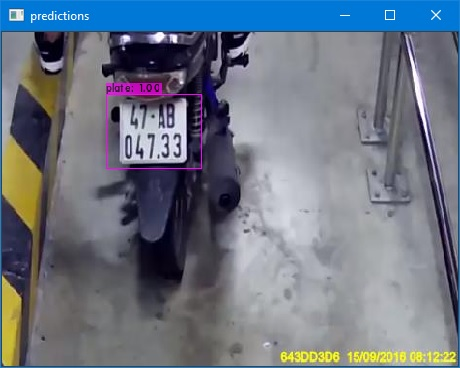 predictions
plate: 1.00
47-AB
047.33
643DD3D6 15/09/2016 08:12:22